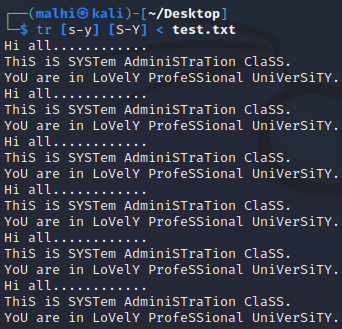 ┌──(malhi㉿kali)-[~/Desktop]
└─$ tr [s-y] [S-Y] < test.txt
Hi all............
ThiS iS SYSTem AdminiSTraTion ClaSS.
YoU are in LoVelY ProfeSSional UniVerSiTY.
Hi all............
ThiS iS SYSTem AdminiSTraTion ClaSS.
YoU are in LoVelY ProfeSSional UniVerSiTY.
Hi all............
ThiS iS SYSTem AdminiSTraTion ClaSS.
YoU are in LoVelY ProfeSSional UniVerSiTY.
Hi all............
ThiS iS SYSTem AdminiSTraTion ClaSS.
YoU are in LoVelY ProfeSSional UniVerSiTY.
Hi all............
ThiS iS SYSTem AdminiSTraTion ClaSS.
YoU are in LoVelY ProfeSSional UniVerSiTY.
Hi all............
ThiS iS SYSTem AdminiSTraTion ClaSS.
YoU are in LoVelY ProfeSSional UniVerSiTY.